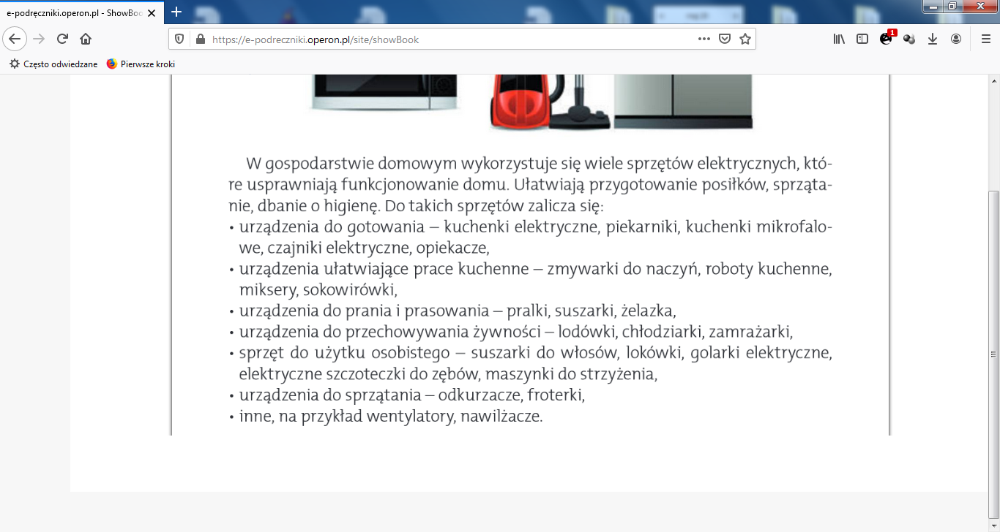 e-podręczniki.operon.pl - ShowBoo
https://e-podreczniki.operon.pl/site/showBook
1
Często odwiedzane Pierwsze kroki
W gospodarstwie domowym wykorzystuje się wiele sprzętów elektrycznych, któ-
re usprawniają funkcjonowanie domu. Ułatwiają przygotowanie posiłków, sprząta-
nie, dbanie o higienę. Do takich sprzętów zalicza się:
• urządzenia do gotowania – kuchenki elektryczne, piekarniki, kuchenki mikrofalo-
we, czajniki elektryczne, opiekacze,
• urządzenia ułatwiające prace kuchenne – zmywarki do naczyń, roboty kuchenne,
miksery, sokowirówki,
• urządzenia do prania i prasowania – pralki, suszarki, żelazka,
• urządzenia do przechowywania żywności – lodówki, chłodziarki, zamrażarki,
• sprzęt do użytku osobistego – suszarki do włosów, lokówki, golarki elektryczne,
elektryczne szczoteczki do zębów, maszynki do strzyżenia,
• urządzenia do sprzątania – odkurzacze, froterki,
• inne, na przykład wentylatory, nawilżacze.